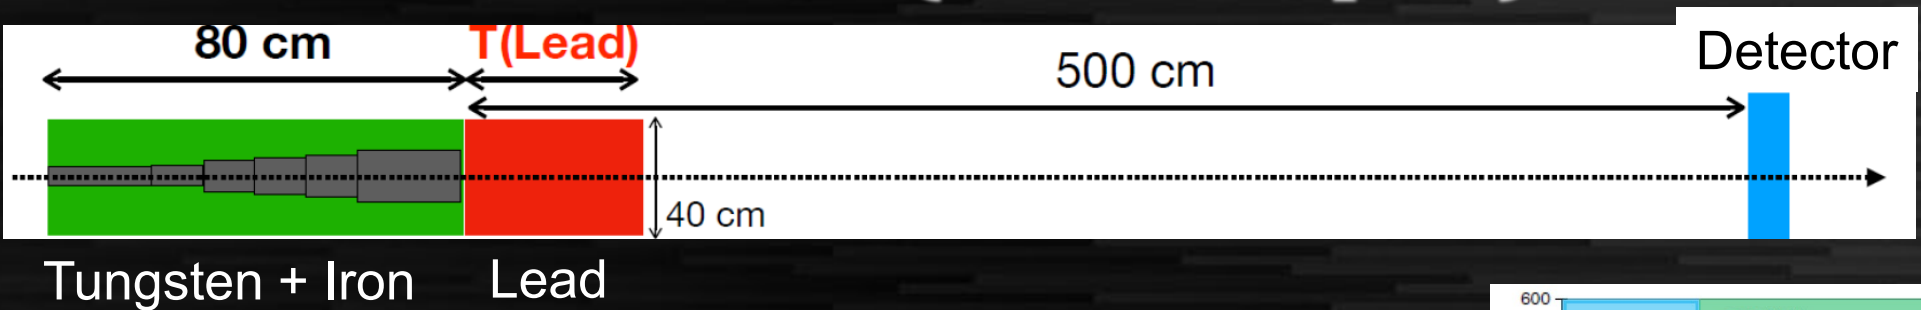 80 cm
T(Lead)
500 cm
Detector
40 cm
Tungsten + Iron
Lead
600